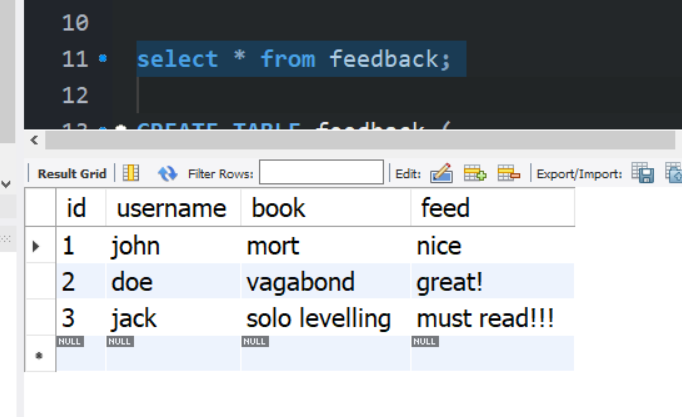 10
11 select * from feedback;
12
13 CREATE TABLE feedback (
Result Grid Filter Rows: Edit: Export/Import:
id username book feed
1 john mort nice
2 doe vagabond great!
3 jack solo levelling must read!!!
NULL NULL NULL NULL